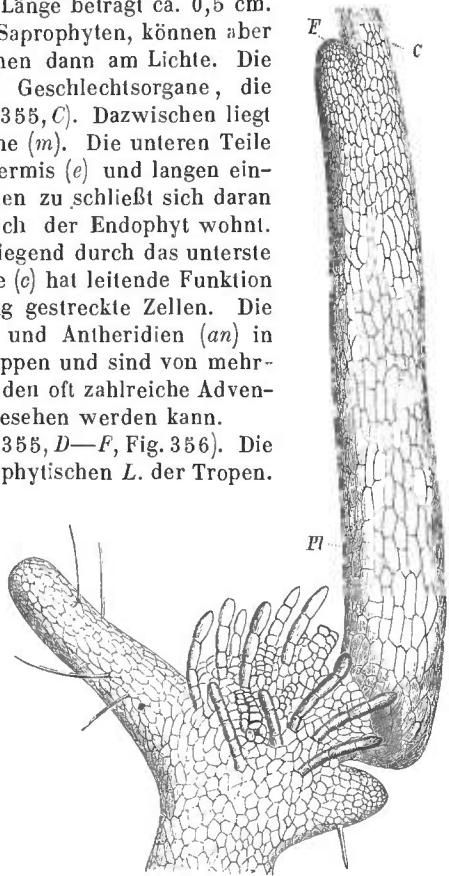 Länge beträgt ca. 0,5 cm.
Saprophyten, können aber
nen dann am Lichte. Die
Geschlechtsorgane, die
355, C). Dazwischen liegt
ne (m). Die unteren Teile
ermis (e) und langen ein-
en zu schließt sich daran
ch der Endophyt wohnt.
iegend durch das unterste
e (c) hat leitende Funktion
g gestreckte Zellen. Die
und Antheridien (an) in
ppen und sind von mehr-
den oft zahlreiche Adven-
esehen werden kann.
355, D—F, Fig. 356). Die
phytischen L. der Tropen.
F
C
Pl